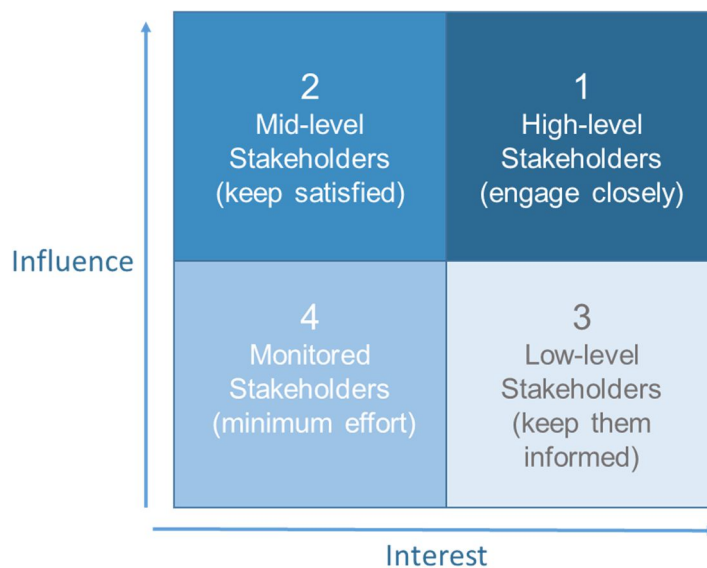 2
Mid-level
Stakeholders
(keep satisfied)
1
High-level
Stakeholders
(engage closely)
Influence
4
Monitored
Stakeholders
(minimum effort)
3
Low-level
Stakeholders
(keep them
informed)
Interest